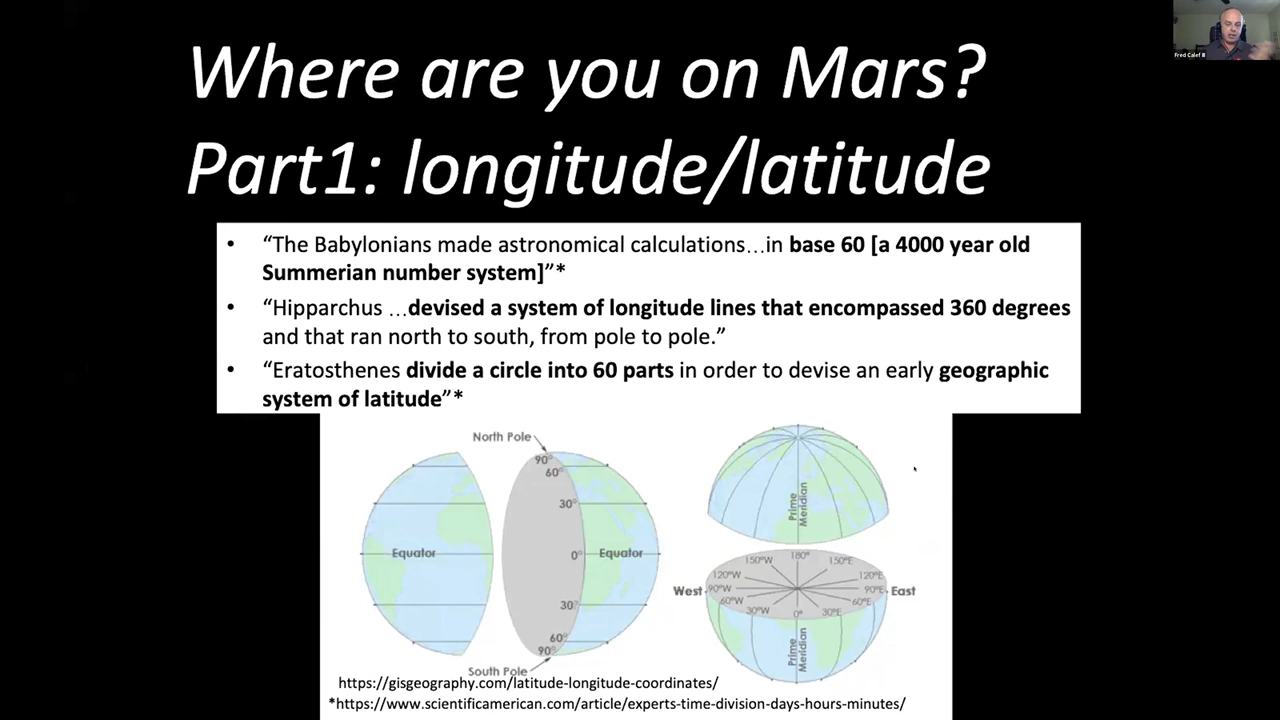 Where are you on Mars?
Part1: longitude/latitude
Fred Calef II
• “The Babylonians made astronomical calculations…in base 60 [a 4000 year old
Summerian number system]”*
• “Hipparchus …devised a system of longitude lines that encompassed 360 degrees
and that ran north to south, from pole to pole.”
• “Eratosthenes divide a circle into 60 parts in order to devise an early geographic
system of latitude”*
North Pole
90°
60°
30°
0°
Equator
Equator
30°
60°
90°
South Pole
Prime
Meridian
180°
150°W
150°E
120°W
120°E
West
90°W
90°E
East
60°W
60°E
30°W
0°
30°E
Prime
Meridian
https://gisgeography.com/latitude-longitude-coordinates/
*https://www.scientificamerican.com/article/experts-time-division-days-hours-minutes/